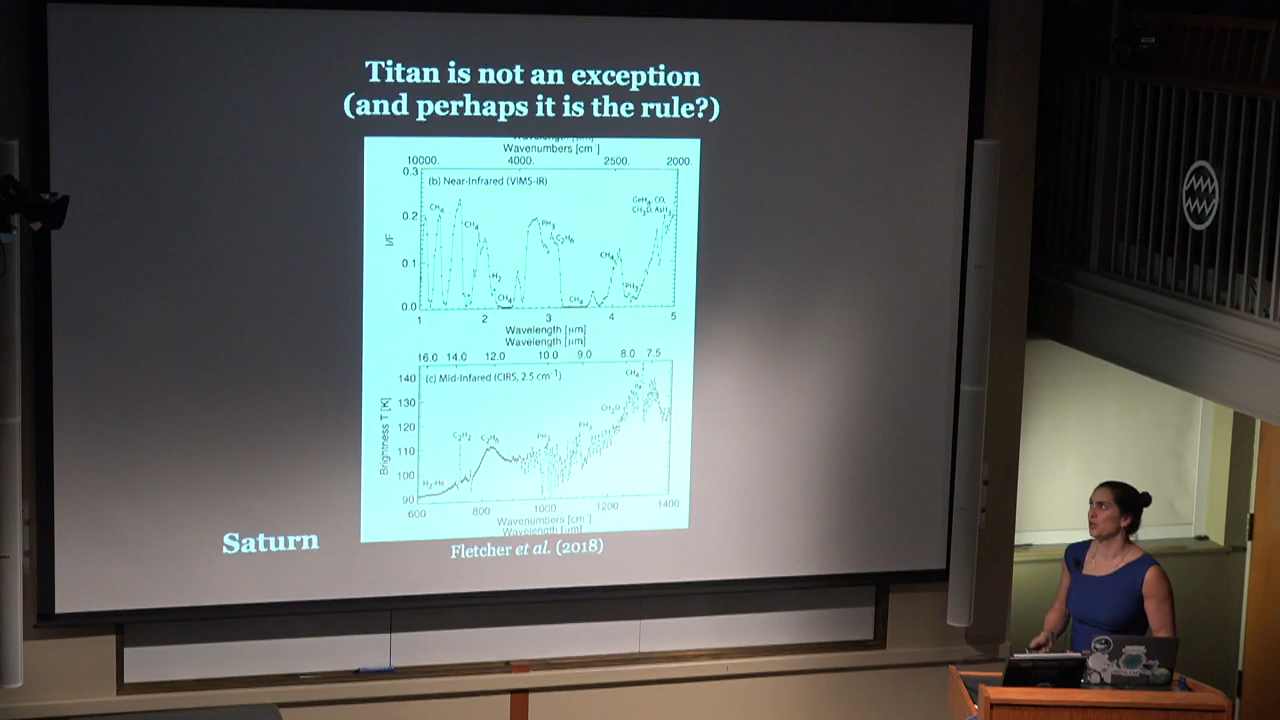 Titan is not an exception
(and perhaps it is the rule?)
Wavenumbers [cm⁻¹]
10000. 4000. 2500. 2000.
(b) Near-Infrared (VIMS-IR)
0.3
0.2
0.1
0.0
I/F
CH₄
CH₄
H₂
CH₄
PH₃
C₂H₆
CH₄
CH₄
PH₃
GeH₄, CO,
CH₃D, AsH₃
1 2 3 4 5
Wavelength [μm]
Wavelength [μm]
16.0 14.0 12.0 10.0 9.0 8.0 7.5
(c) Mid-Infared (CIRS, 2.5 cm⁻¹)
140
130
120
110
100
90
Brightness T [K]
H₂-He
C₂H₂
C₂H₆
PH₃
PH₃
CH₃D
CH₄
600 800 1000 1200 1400
Wavenumbers [cm⁻¹]
Wavelength [μm]
Saturn
Fletcher et al. (2018)